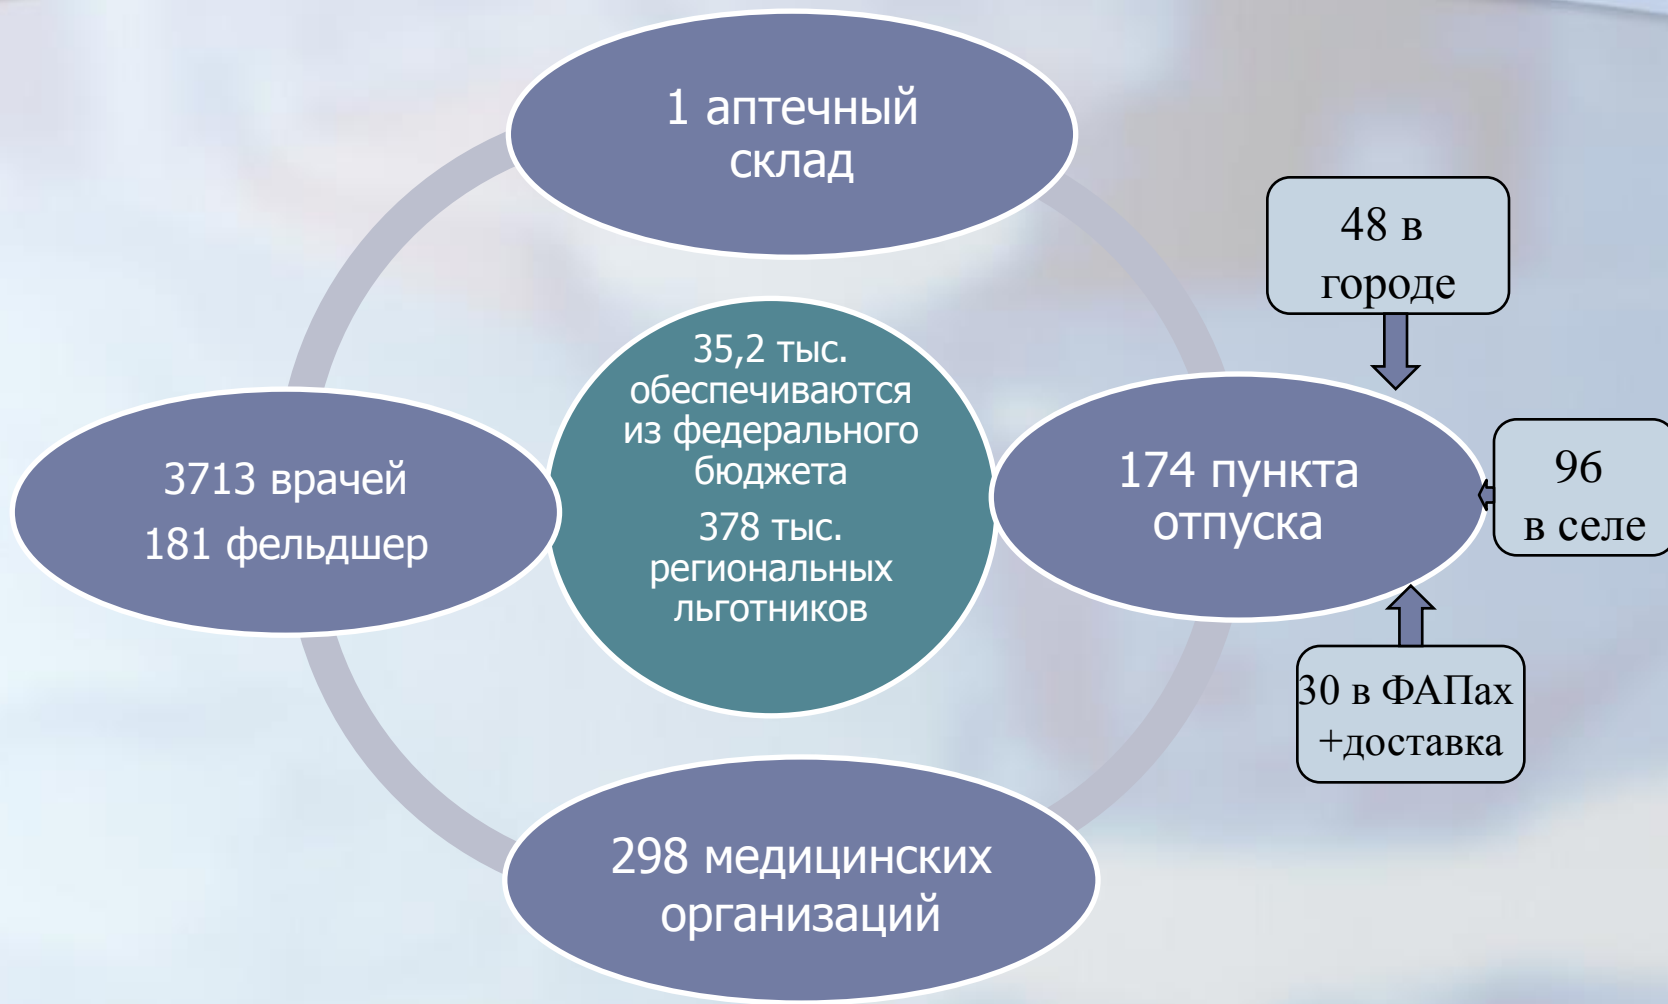 1 аптечный
склад
48 в
городе
35,2 тыс.
обеспечиваются
из федерального
бюджета
378 тыс.
региональных
льготников
3713 врачей
181 фельдшер
174 пункта
отпуска
96
в селе
30 в ФАПах
+доставка
298 медицинских
организаций